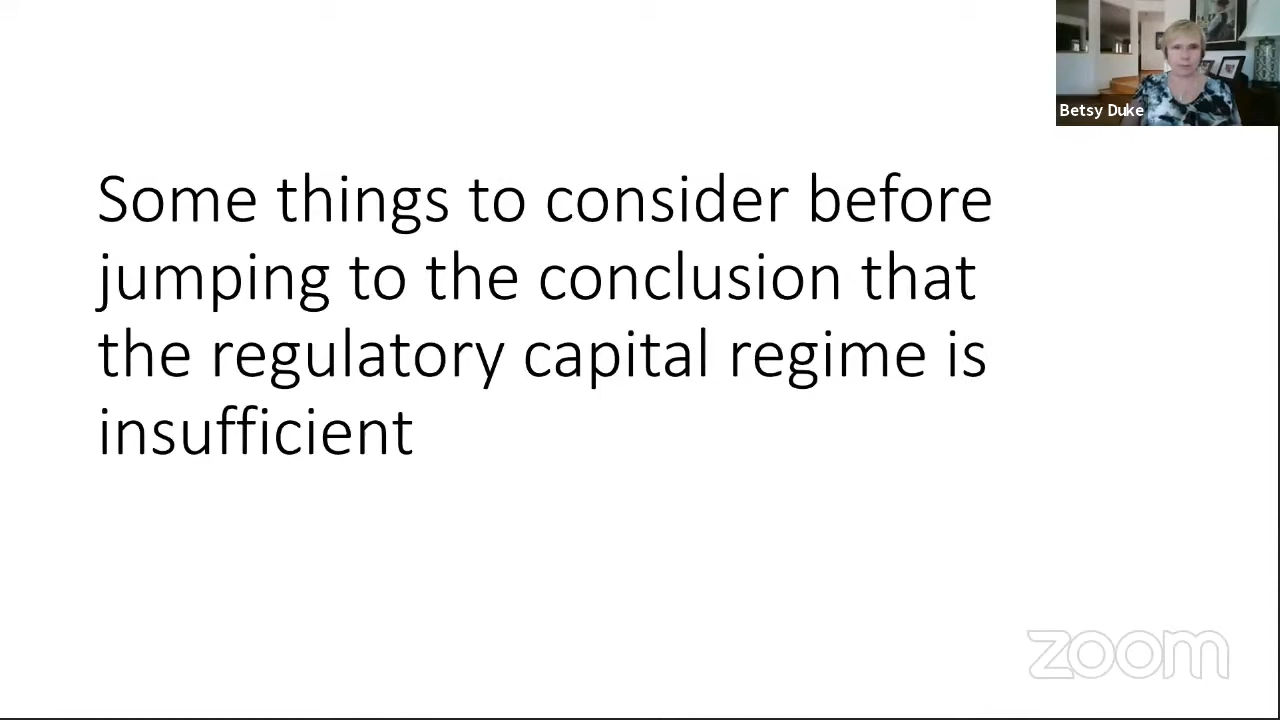 Betsy Duke
Some things to consider before
jumping to the conclusion that
the regulatory capital regime is
insufficient
zoom